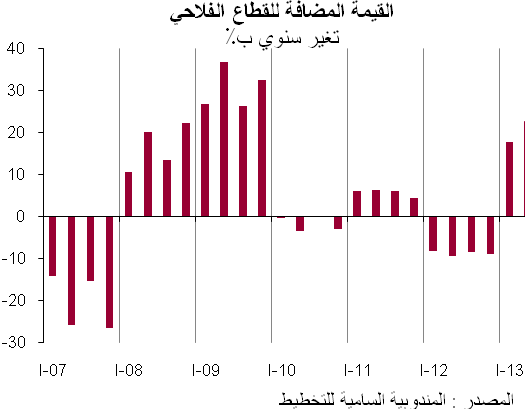 القيمة المضافة للقطاع الفلاحي
تغير سنوي ب٪
40
30
20
10
0
-10
-20
-30
I-07 I-08 I-09 I-10 I-11 I-12 I-13
المصدر : المندوبية السامية للتخطيط